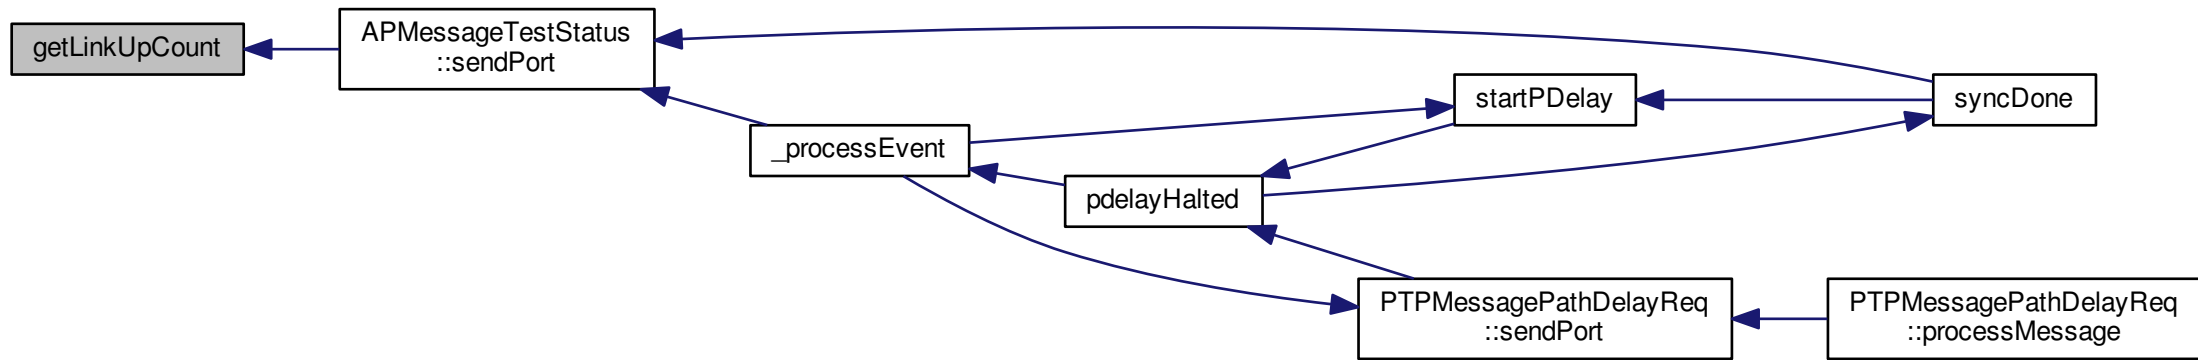 getLinkUpCount
APMessageTestStatus
::sendPort
_processEvent
pdelayHalted
startPDelay
syncDone
PTPMessagePathDelayReq
::sendPort
PTPMessagePathDelayReq
::processMessage